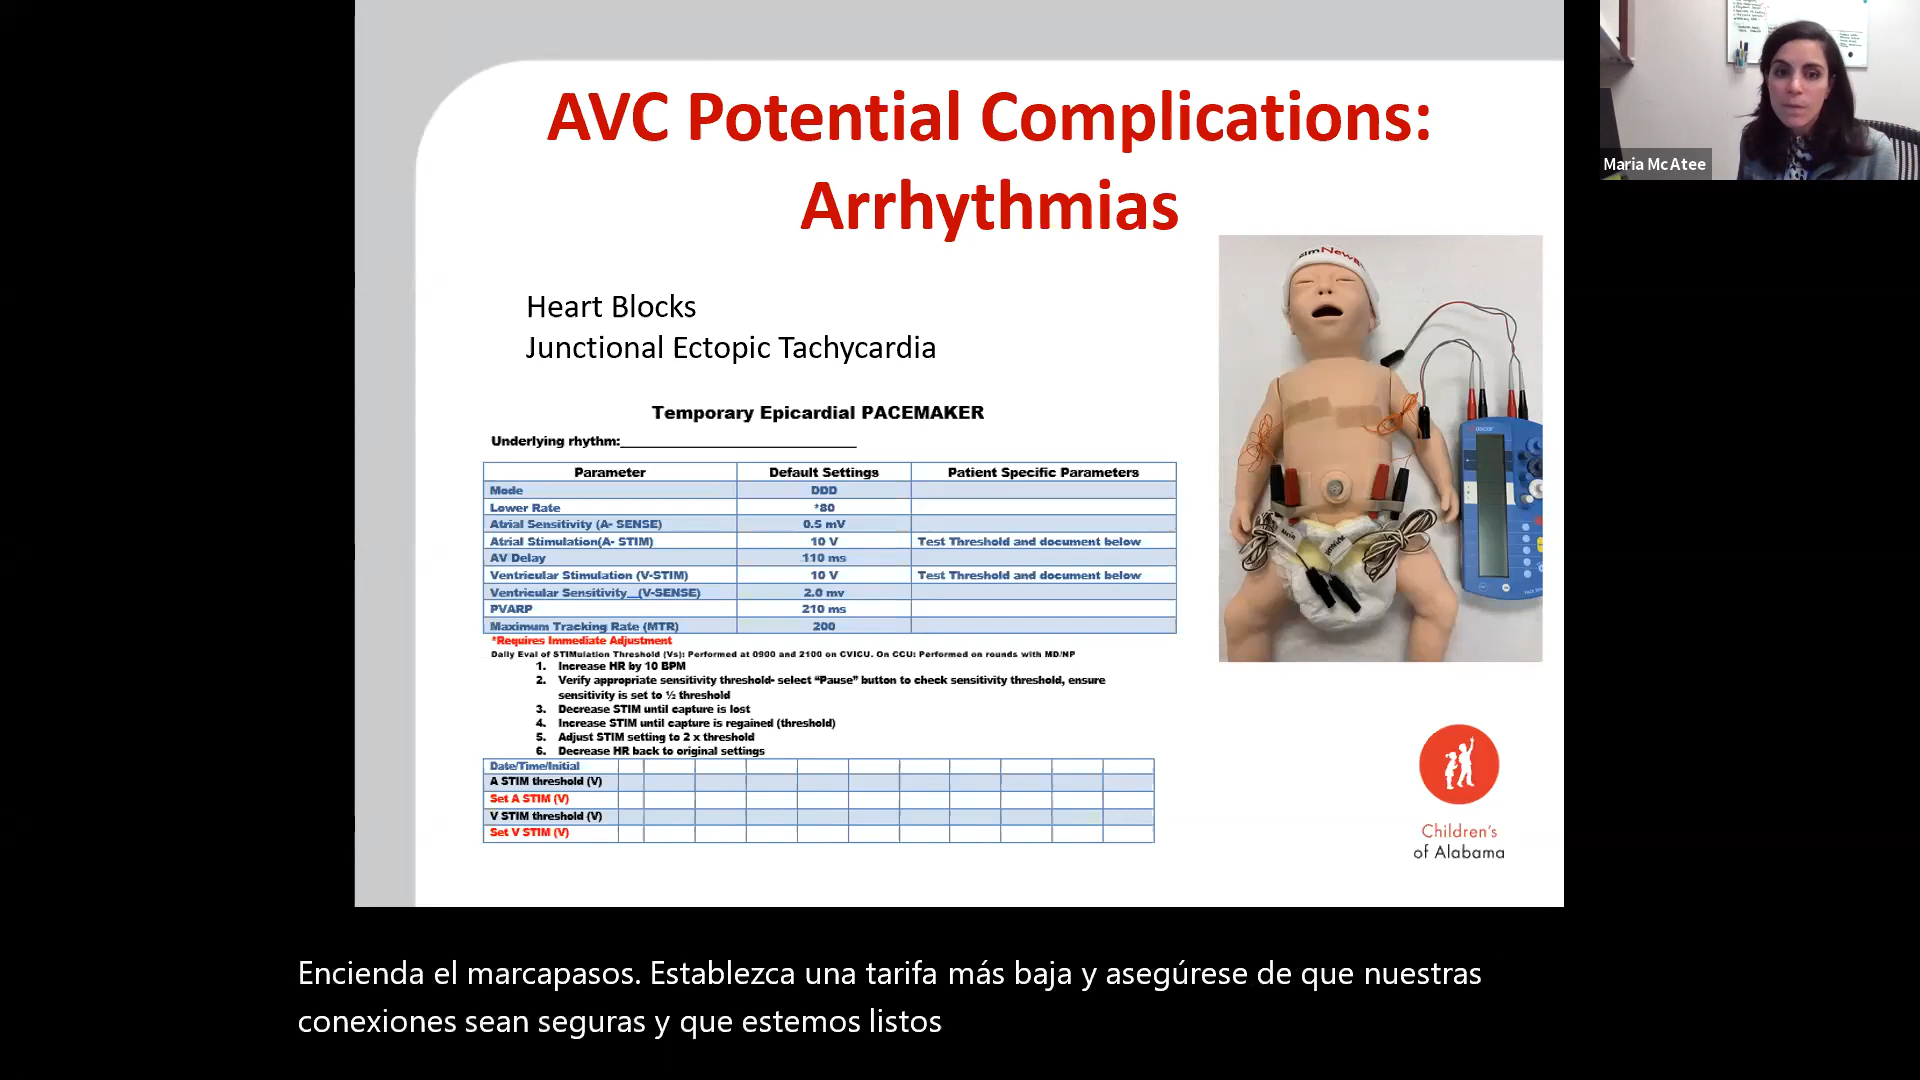 AVC Potential Complications:
Arrhythmias
Maria McAtee
Heart Blocks
Junctional Ectopic Tachycardia
Temporary Epicardial PACEMAKER
Underlying rhythm:
Parameter Default Settings Patient Specific Parameters
Mode DDD
Lower Rate *80
Atrial Sensitivity (A- SENSE) 0.5 mV
Atrial Stimulation(A- STIM) 10 V Test Threshold and document below
AV Delay 110 ms
Ventricular Stimulation (V-STIM) 10 V Test Threshold and document below
Ventricular Sensitivity_(V-SENSE) 2.0 mv
PVARP 210 ms
Maximum Tracking Rate (MTR) 200
*Requires Immediate Adjustment
Daily Eval of STIMulation Threshold (Vs): Performed at 0900 and 2100 on CVICU. On CCU: Performed on rounds with MD/NP
1. Increase HR by 10 BPM
2. Verify appropriate sensitivity threshold- select “Pause” button to check sensitivity threshold, ensure
sensitivity is set to ½ threshold
3. Decrease STIM until capture is lost
4. Increase STIM until capture is regained (threshold)
5. Adjust STIM setting to 2 x threshold
6. Decrease HR back to original settings
Date/Time/Initial
A STIM threshold (V)
Set A STIM (V)
V STIM threshold (V)
Set V STIM (V)
Children's
of Alabama
Encienda el marcapasos. Establezca una tarifa más baja y asegúrese de que nuestras
conexiones sean seguras y que estemos listos